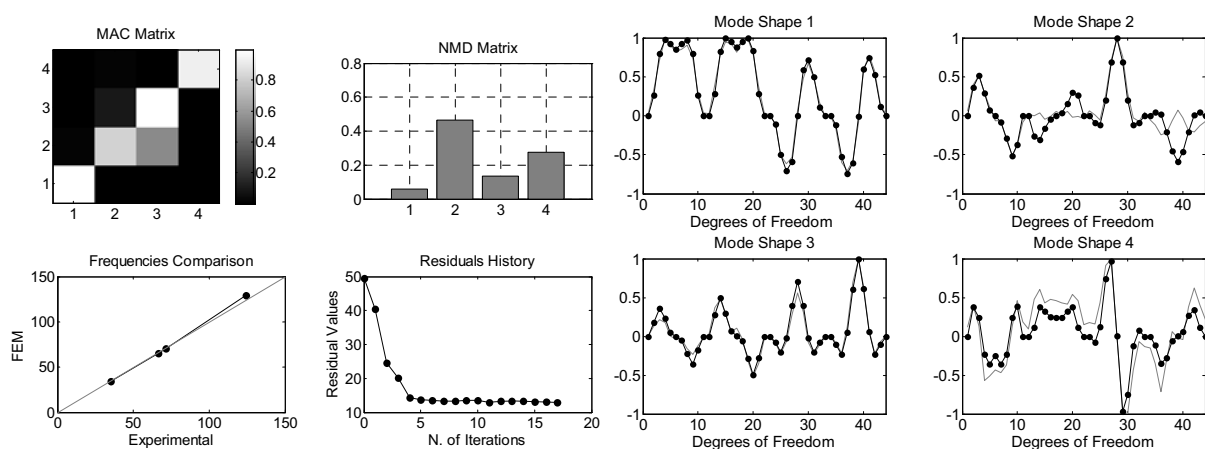 MAC Matrix
4
3
2
1
1 2 3 4
0.8
0.6
0.4
0.2
NMD Matrix
0.8
0.6
0.4
0.2
0
1 2 3 4
Mode Shape 1
1
0.5
0
-0.5
-1
0 10 20 30 40
Degrees of Freedom
Mode Shape 2
1
0.5
0
-0.5
-1
0 10 20 30 40
Degrees of Freedom
Frequencies Comparison
FEM
150
100
50
0
0 50 100 150
Experimental
Residuals History
Residual Values
50
40
30
20
10
0 5 10 15 20
N. of Iterations
Mode Shape 3
1
0.5
0
-0.5
-1
0 10 20 30 40
Degrees of Freedom
Mode Shape 4
1
0.5
0
-0.5
-1
0 10 20 30 40
Degrees of Freedom